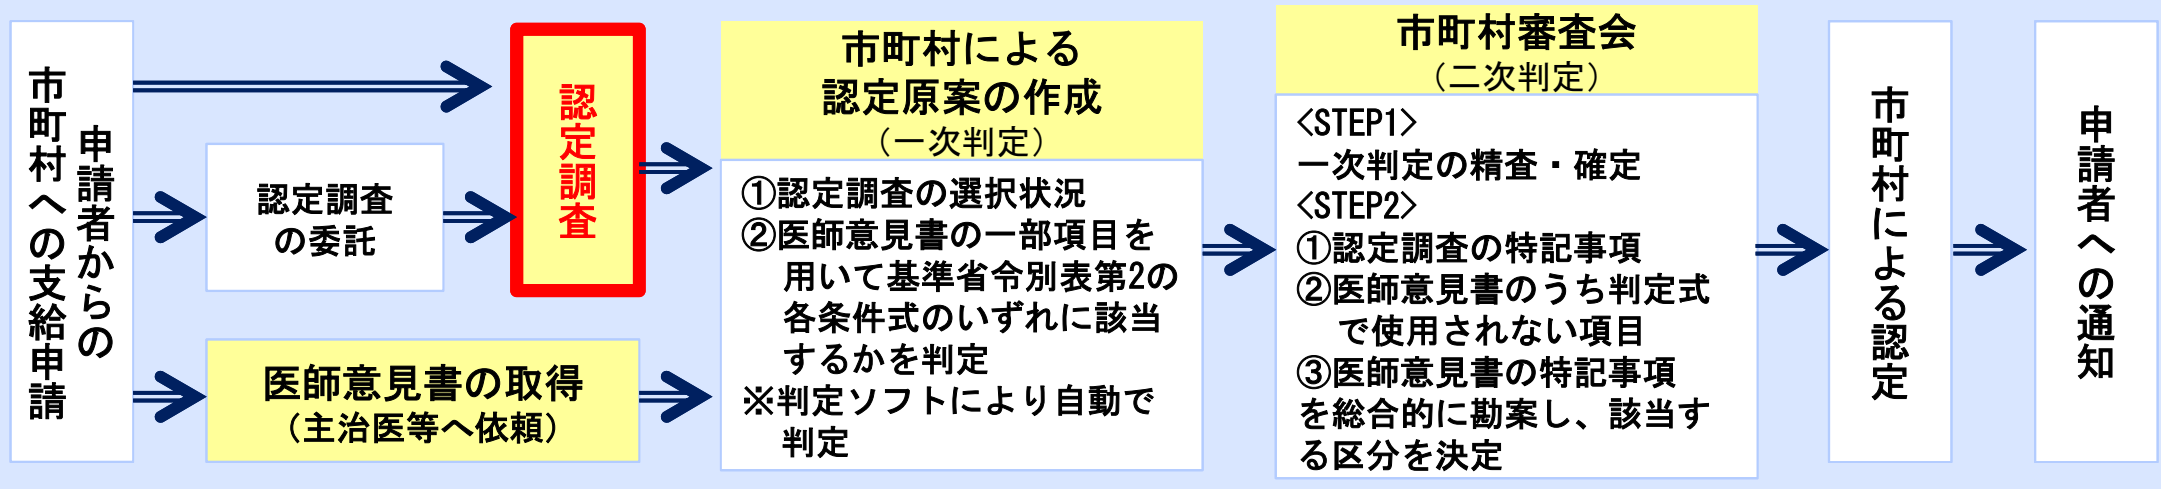 申請者からの
市町村への支給申請
認定調査
の委託
医師意見書の取得
（主治医等へ依頼）
認定調査
市町村による
認定原案の作成
（一次判定）
①認定調査の選択状況
②医師意見書の一部項目を
用いて基準省令別表第2の
各条件式のいずれに該当
するかを判定
※判定ソフトにより自動で
判定
市町村審査会
（二次判定）
<STEP1>
一次判定の精査・確定
<STEP2>
①認定調査の特記事項
②医師意見書のうち判定式
で使用されない項目
③医師意見書の特記事項
を総合的に勘案し、該当す
る区分を決定
市町村による認定
申請者への通知